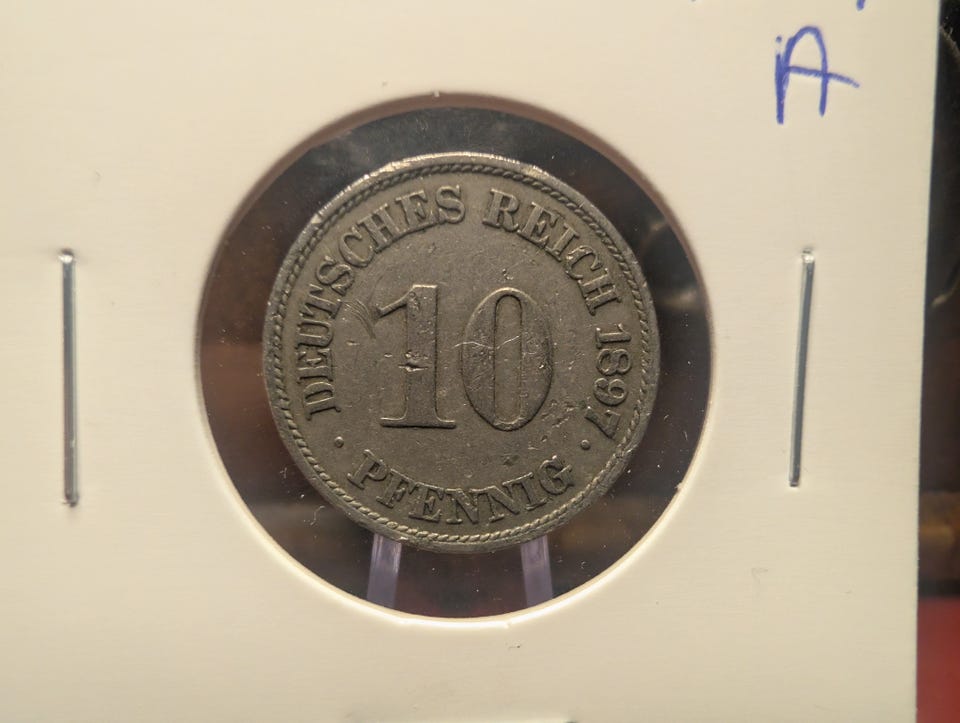 A
DEUTSCHES REICH 1897
10
· PFENNIG ·